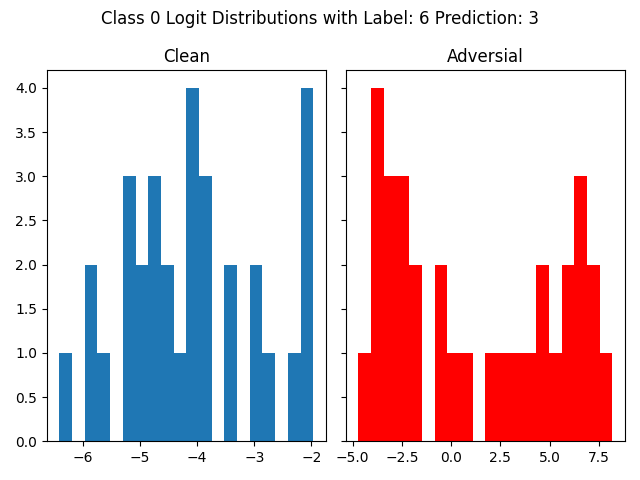 Class 0 Logit Distributions with Label: 6 Prediction: 3
Clean
Adversial
4.0
3.5
3.0
2.5
2.0
1.5
1.0
0.5
0.0
−6 −5 −4 −3 −2
−5.0 −2.5 0.0 2.5 5.0 7.5